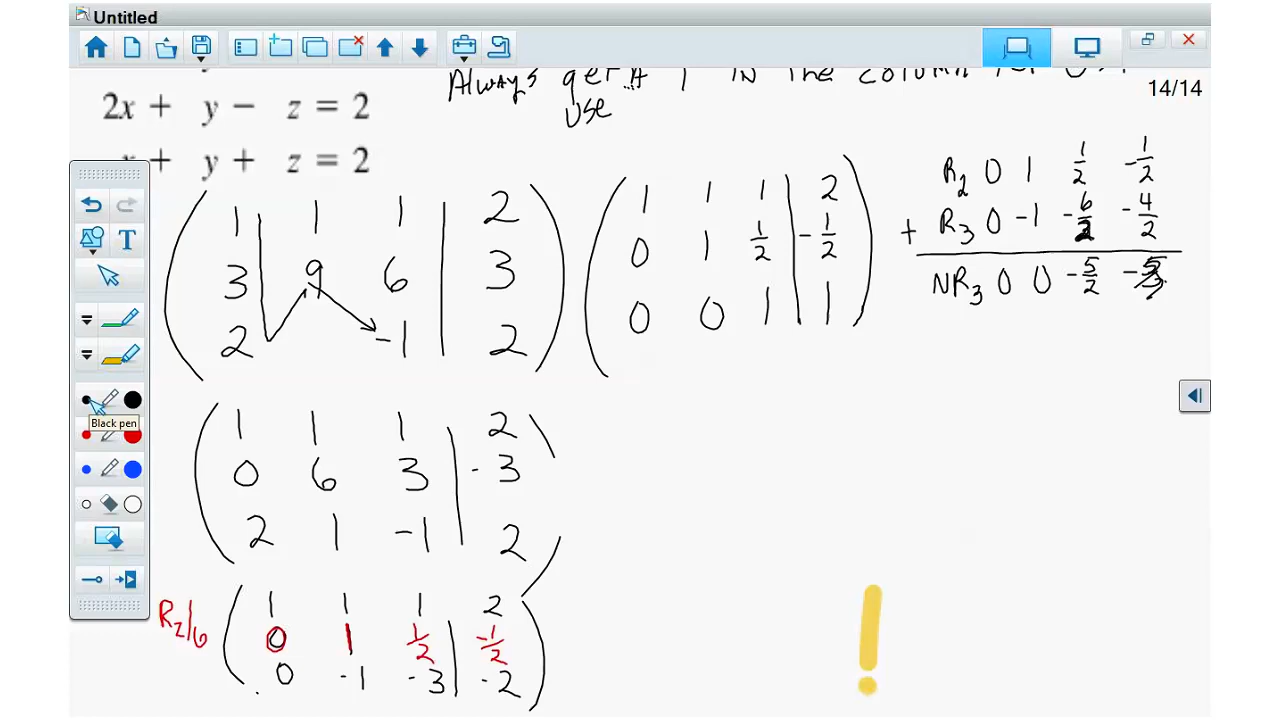 Untitled
Always get A 1 IN the column
use
14/14
2x + y − z = 2
x + y + z = 2
1 1 1 2
3 9 6 3
2 -1 2
1 1 1 2
0 1 1/2 -1/2
0 0 1 1
R2 0 1 1/2 -1/2
+ R3 0 -1 -6/2 -4/2
NR3 0 0 -5/2
1 1 1 2
0 6 3 -3
2 1 -1 2
Black pen
R2/6
1 1 1 2
0 1 1/2 -1/2
0 -1 -3 -2
T